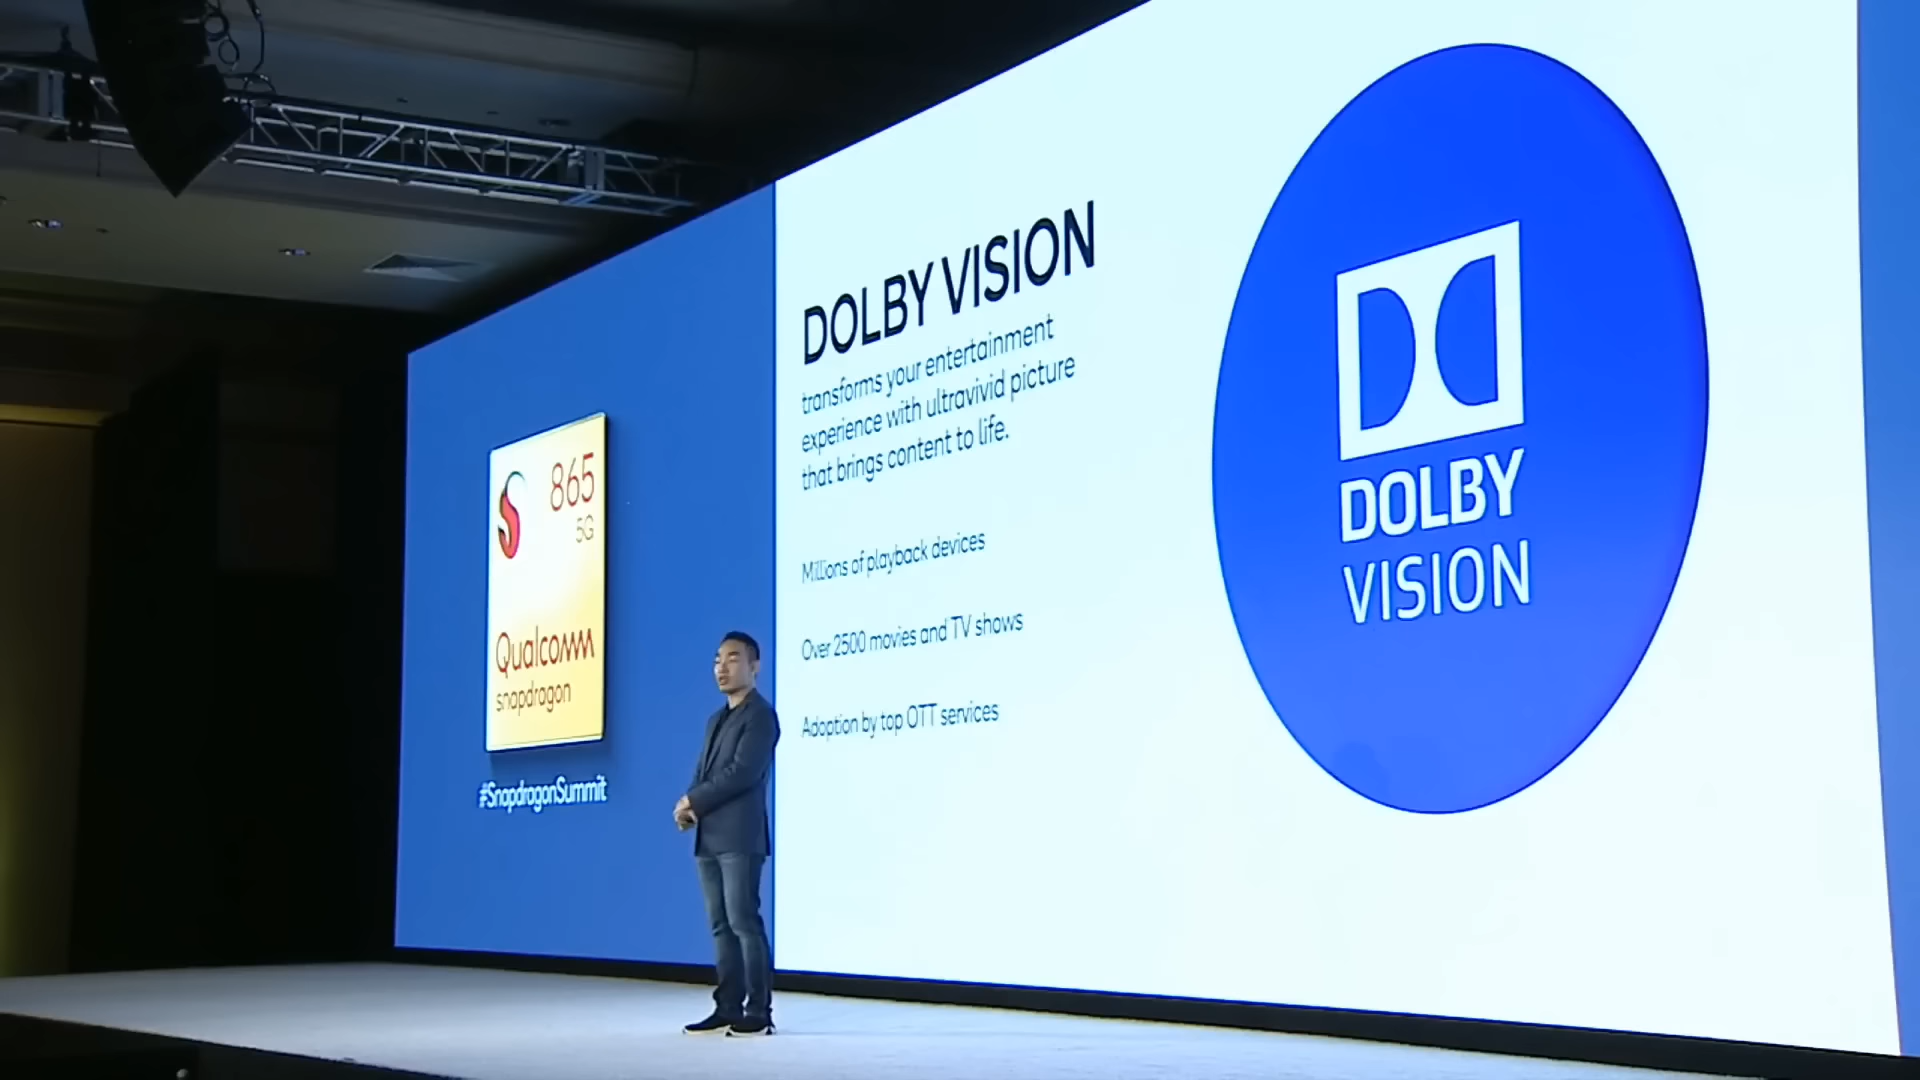 865
5G
Qualcomm
snapdragon
#SnapdragonSummit
DOLBY VISION
transforms your entertainment
experience with ultravivid picture
that brings content to life.
Millions of playback devices
Over 2500 movies and TV shows
Adoption by top OTT services
DOLBY
VISION